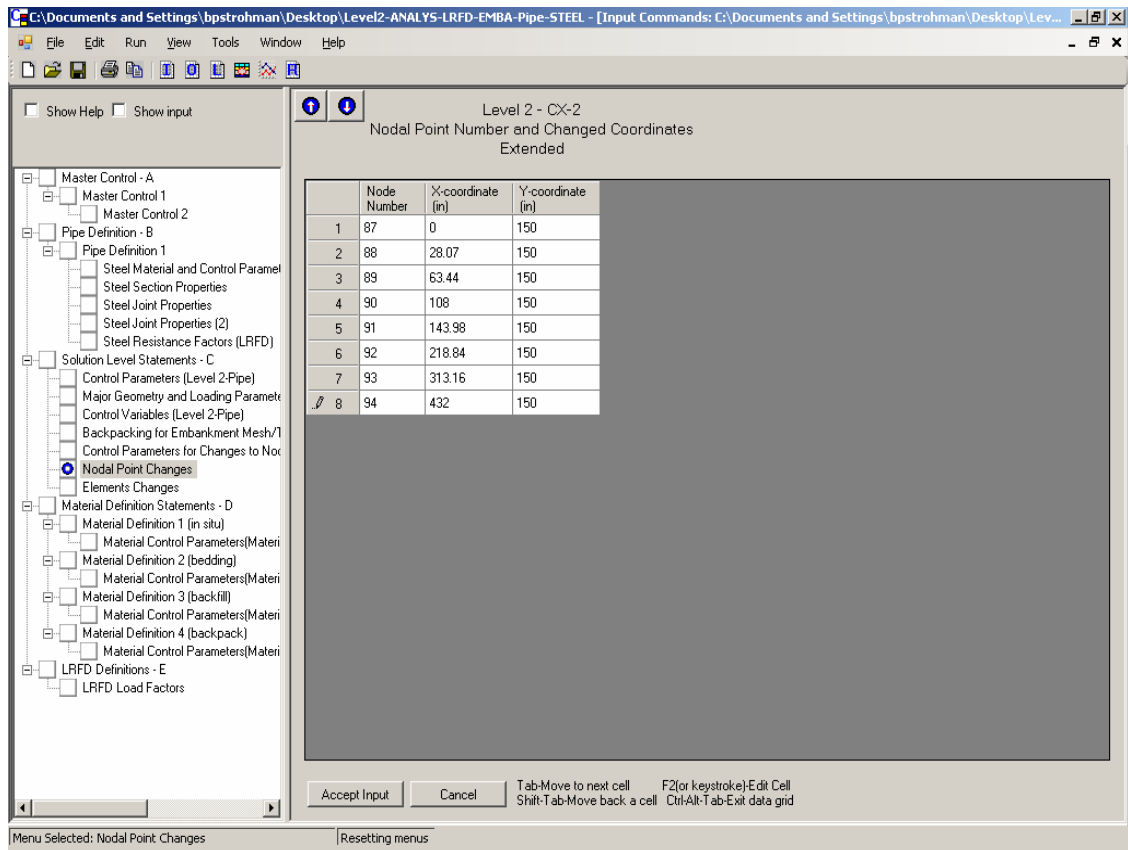 C:\Documents and Settings\bpstrohman\Desktop\Level2-ANALYS-LRFD-EMBA-Pipe-STEEL - [Input Commands: C:\Documents and Settings\bpstrohman\Desktop\Lev...
File Edit Run View Tools Window Help
Show Help Show input
Level 2 - CX-2
Nodal Point Number and Changed Coordinates
Extended
Master Control - A
Master Control 1
Master Control 2
Pipe Definition - B
Pipe Definition 1
Steel Material and Control Paramet
Steel Section Properties
Steel Joint Properties
Steel Joint Properties (2)
Steel Resistance Factors (LRFD)
Solution Level Statements - C
Control Parameters (Level 2-Pipe)
Major Geometry and Loading Paramete
Control Variables (Level 2-Pipe)
Backpacking for Embankment Mesh/T
Control Parameters for Changes to Noc
Nodal Point Changes
Elements Changes
Material Definition Statements - D
Material Definition 1 (in situ)
Material Control Parameters(Materi
Material Definition 2 (bedding)
Material Control Parameters(Materi
Material Definition 3 (backfill)
Material Control Parameters(Materi
Material Definition 4 (backpack)
Material Control Parameters(Materi
LRFD Definitions - E
LRFD Load Factors
Node Number X-coordinate (in) Y-coordinate (in)
1 87 0 150
2 88 28.07 150
3 89 63.44 150
4 90 108 150
5 91 143.98 150
6 92 218.84 150
7 93 313.16 150
8 94 432 150
Accept Input Cancel
Tab-Move to next cell F2(or keystroke)-Edit Cell
Shift-Tab-Move back a cell Ctrl-Alt-Tab-Exit data grid
Menu Selected: Nodal Point Changes Resetting menus